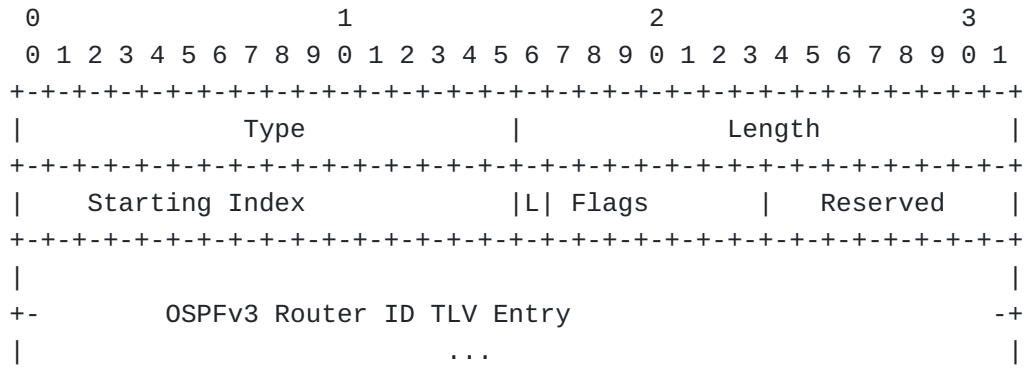 0                   1                   2                   3
 0 1 2 3 4 5 6 7 8 9 0 1 2 3 4 5 6 7 8 9 0 1 2 3 4 5 6 7 8 9 0 1
+-+-+-+-+-+-+-+-+-+-+-+-+-+-+-+-+-+-+-+-+-+-+-+-+-+-+-+-+-+-+-+-+
|              Type             |             Length            |
+-+-+-+-+-+-+-+-+-+-+-+-+-+-+-+-+-+-+-+-+-+-+-+-+-+-+-+-+-+-+-+-+
|    Starting Index             |L| Flags       |   Reserved    |
+-+-+-+-+-+-+-+-+-+-+-+-+-+-+-+-+-+-+-+-+-+-+-+-+-+-+-+-+-+-+-+-+
|                                                               |
+-        OSPFv3 Router ID TLV Entry                           -+
|                           ...                                 |